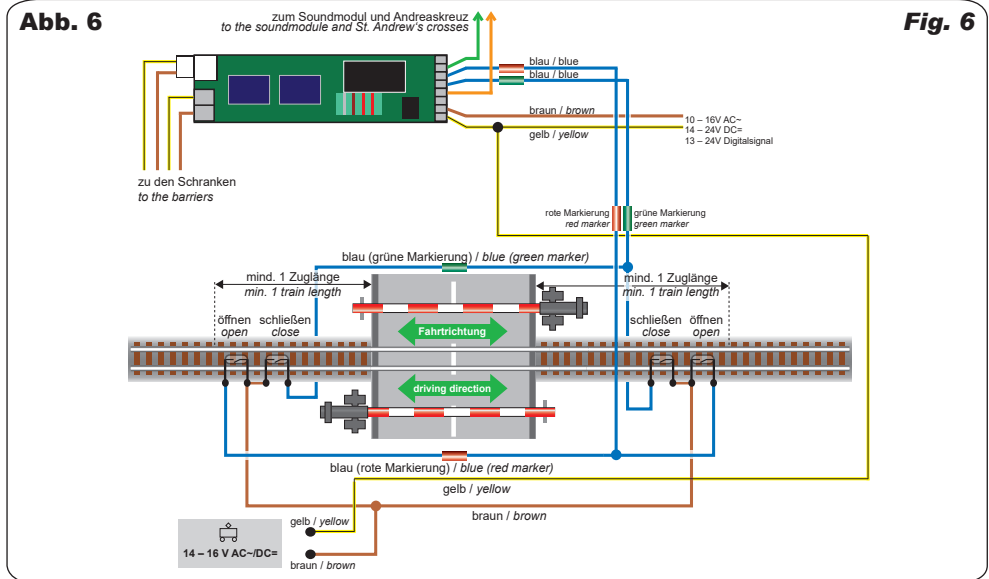 Abb. 6
Fig. 6
zum Soundmodul und Andreaskreuz
to the soundmodule and St. Andrew's crosses
blau / blue
blau / blue
braun / brown
gelb / yellow
10 – 16V AC~
14 – 24V DC=
13 – 24V Digitalsignal
zu den Schranken
to the barriers
rote Markierung
red marker
grüne Markierung
green marker
blau (grüne Markierung) / blue (green marker)
mind. 1 Zuglänge
min. 1 train length
mind. 1 Zuglänge
min. 1 train length
öffnen
open
schließen
close
Fahrtrichtung
schließen
close
öffnen
open
driving direction
blau (rote Markierung) / blue (red marker)
gelb / yellow
braun / brown
gelb / yellow
14 – 16 V AC~/DC=
braun / brown